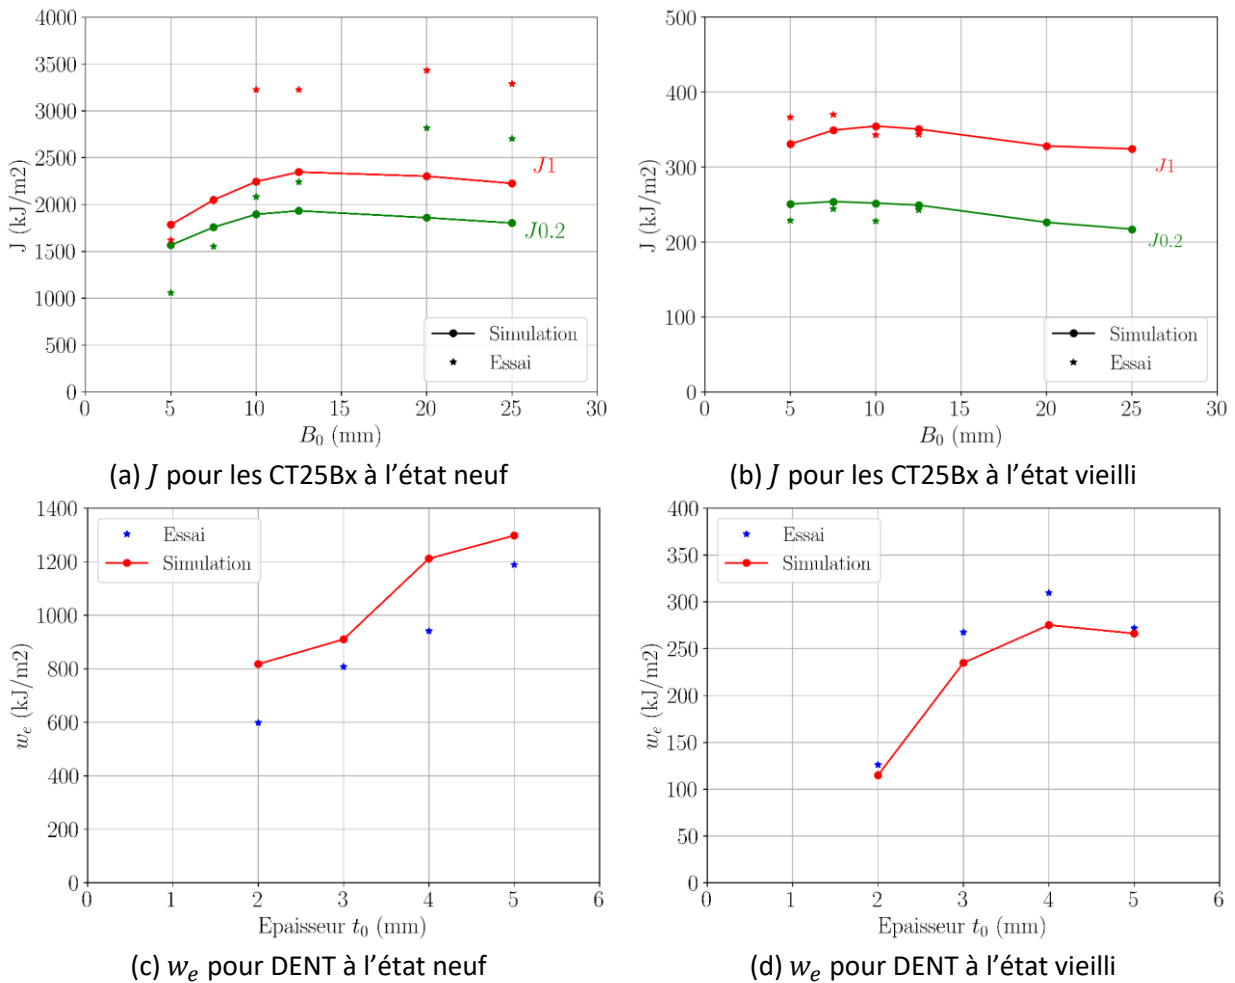 4000
3500
3000
2500
2000
1500
1000
500
0
J (kJ/m2)
J1
J0.2
Simulation
Essai
0 5 10 15 20 25 30
B₀ (mm)
(a) J pour les CT25Bx à l’état neuf
500
400
300
200
100
0
J (kJ/m2)
J1
J0.2
Simulation
Essai
0 5 10 15 20 25 30
B₀ (mm)
(b) J pour les CT25Bx à l’état vieilli
1400
1200
1000
800
600
400
200
0
wₑ (kJ/m2)
Essai
Simulation
0 1 2 3 4 5 6
Epaisseur t₀ (mm)
(c) wₑ pour DENT à l’état neuf
400
350
300
250
200
150
100
50
0
wₑ (kJ/m2)
Essai
Simulation
0 1 2 3 4 5 6
Epaisseur t₀ (mm)
(d) wₑ pour DENT à l’état vieilli